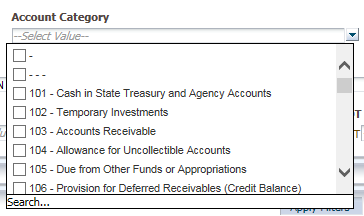 Account Category
--Select Value--
-
- - -
101 - Cash in State Treasury and Agency Accounts
102 - Temporary Investments
103 - Accounts Receivable
104 - Allowance for Uncollectible Accounts
105 - Due from Other Funds or Appropriations
106 - Provision for Deferred Receivables (Credit Balance)
Search...
Apply Filters